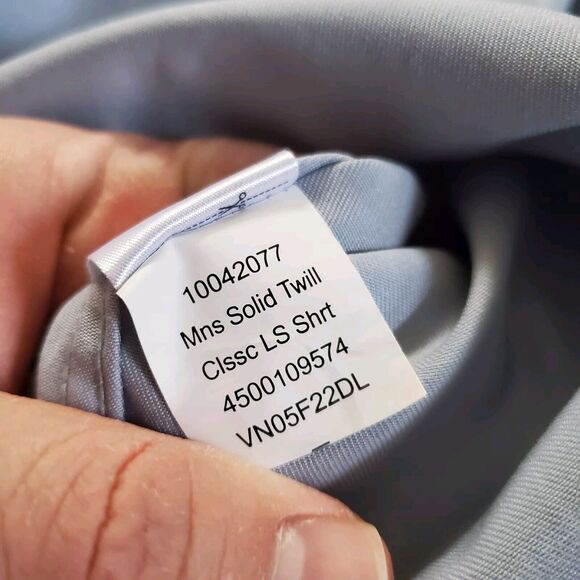 10042077
Mns Solid Twill
Clssc LS Shrt
4500109574
VN05F22DL